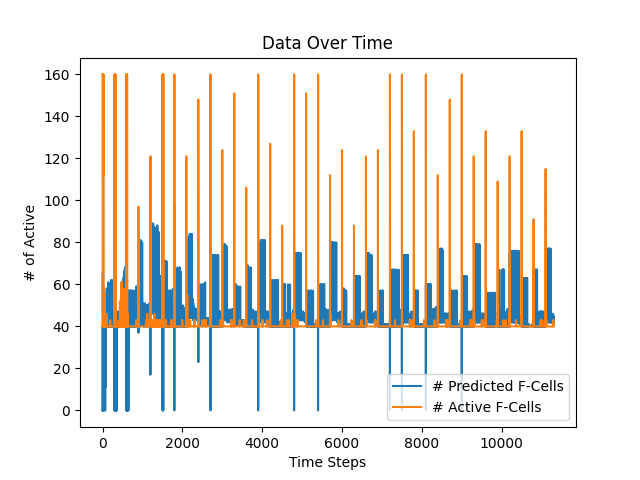 Data Over Time
# of Active
160
140
120
100
80
60
40
20
0
0 2000 4000 6000 8000 10000
Time Steps
# Predicted F-Cells
# Active F-Cells